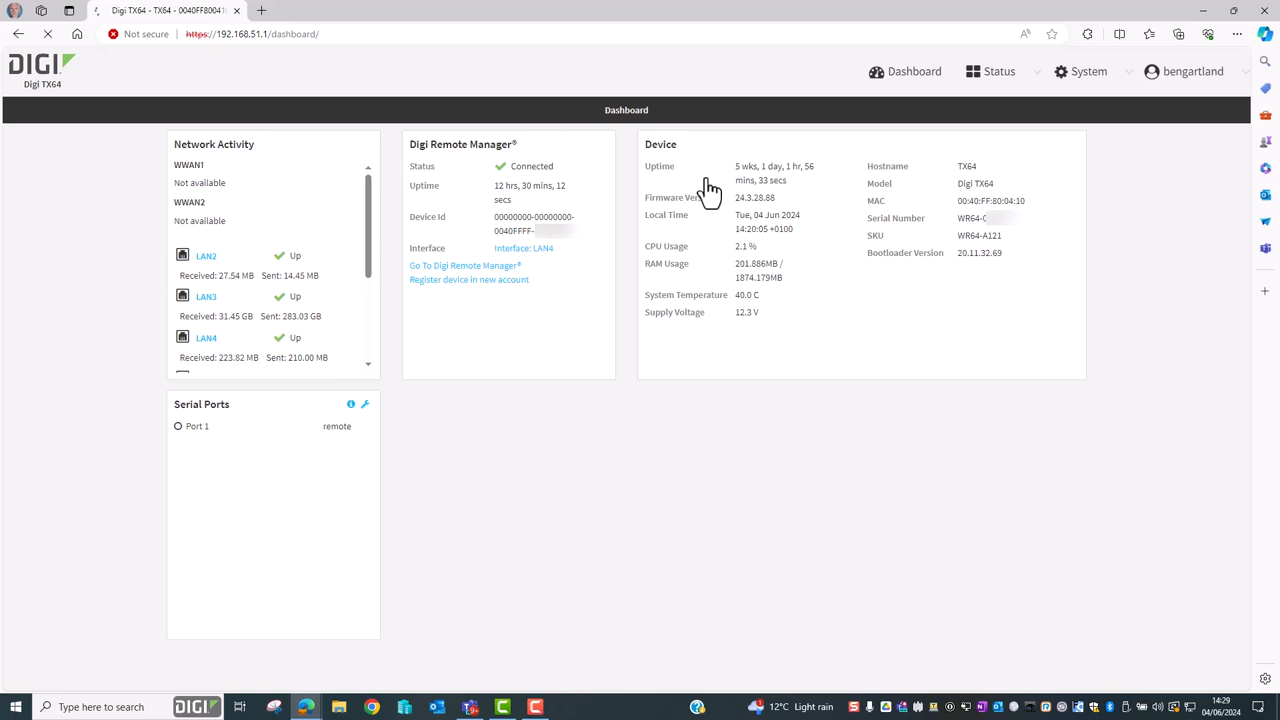 Digi TX64 - TX64 - 0040FF80041
Not secure
https://192.168.51.1/dashboard/
DIGI
Digi TX64
Dashboard
Status
System
bengartland
Dashboard
Network Activity
WWAN1
Not available
WWAN2
Not available
LAN2
Up
Received: 27.54 MB Sent: 14.45 MB
LAN3
Up
Received: 31.45 GB Sent: 283.03 GB
LAN4
Up
Received: 223.82 MB Sent: 210.00 MB
Digi Remote Manager®
Status
Connected
Uptime
12 hrs, 30 mins, 12
secs
Device Id
00000000-00000000-
0040FFFF-
Interface
Interface: LAN4
Go To Digi Remote Manager®
Register device in new account
Device
Uptime
5 wks, 1 day, 1 hr, 56
mins, 33 secs
Firmware Ver
24.3.28.88
Local Time
Tue, 04 Jun 2024
14:20:05 +0100
CPU Usage
2.1 %
RAM Usage
201.886MB /
1874.179MB
System Temperature
40.0 C
Supply Voltage
12.3 V
Hostname
TX64
Model
Digi TX64
MAC
00:40:FF:80:04:10
Serial Number
WR64-
SKU
WR64-A121
Bootloader Version
20.11.32.69
Serial Ports
Port 1
remote
Type here to search
DIGI
12°C Light rain
14:29
04/06/2024